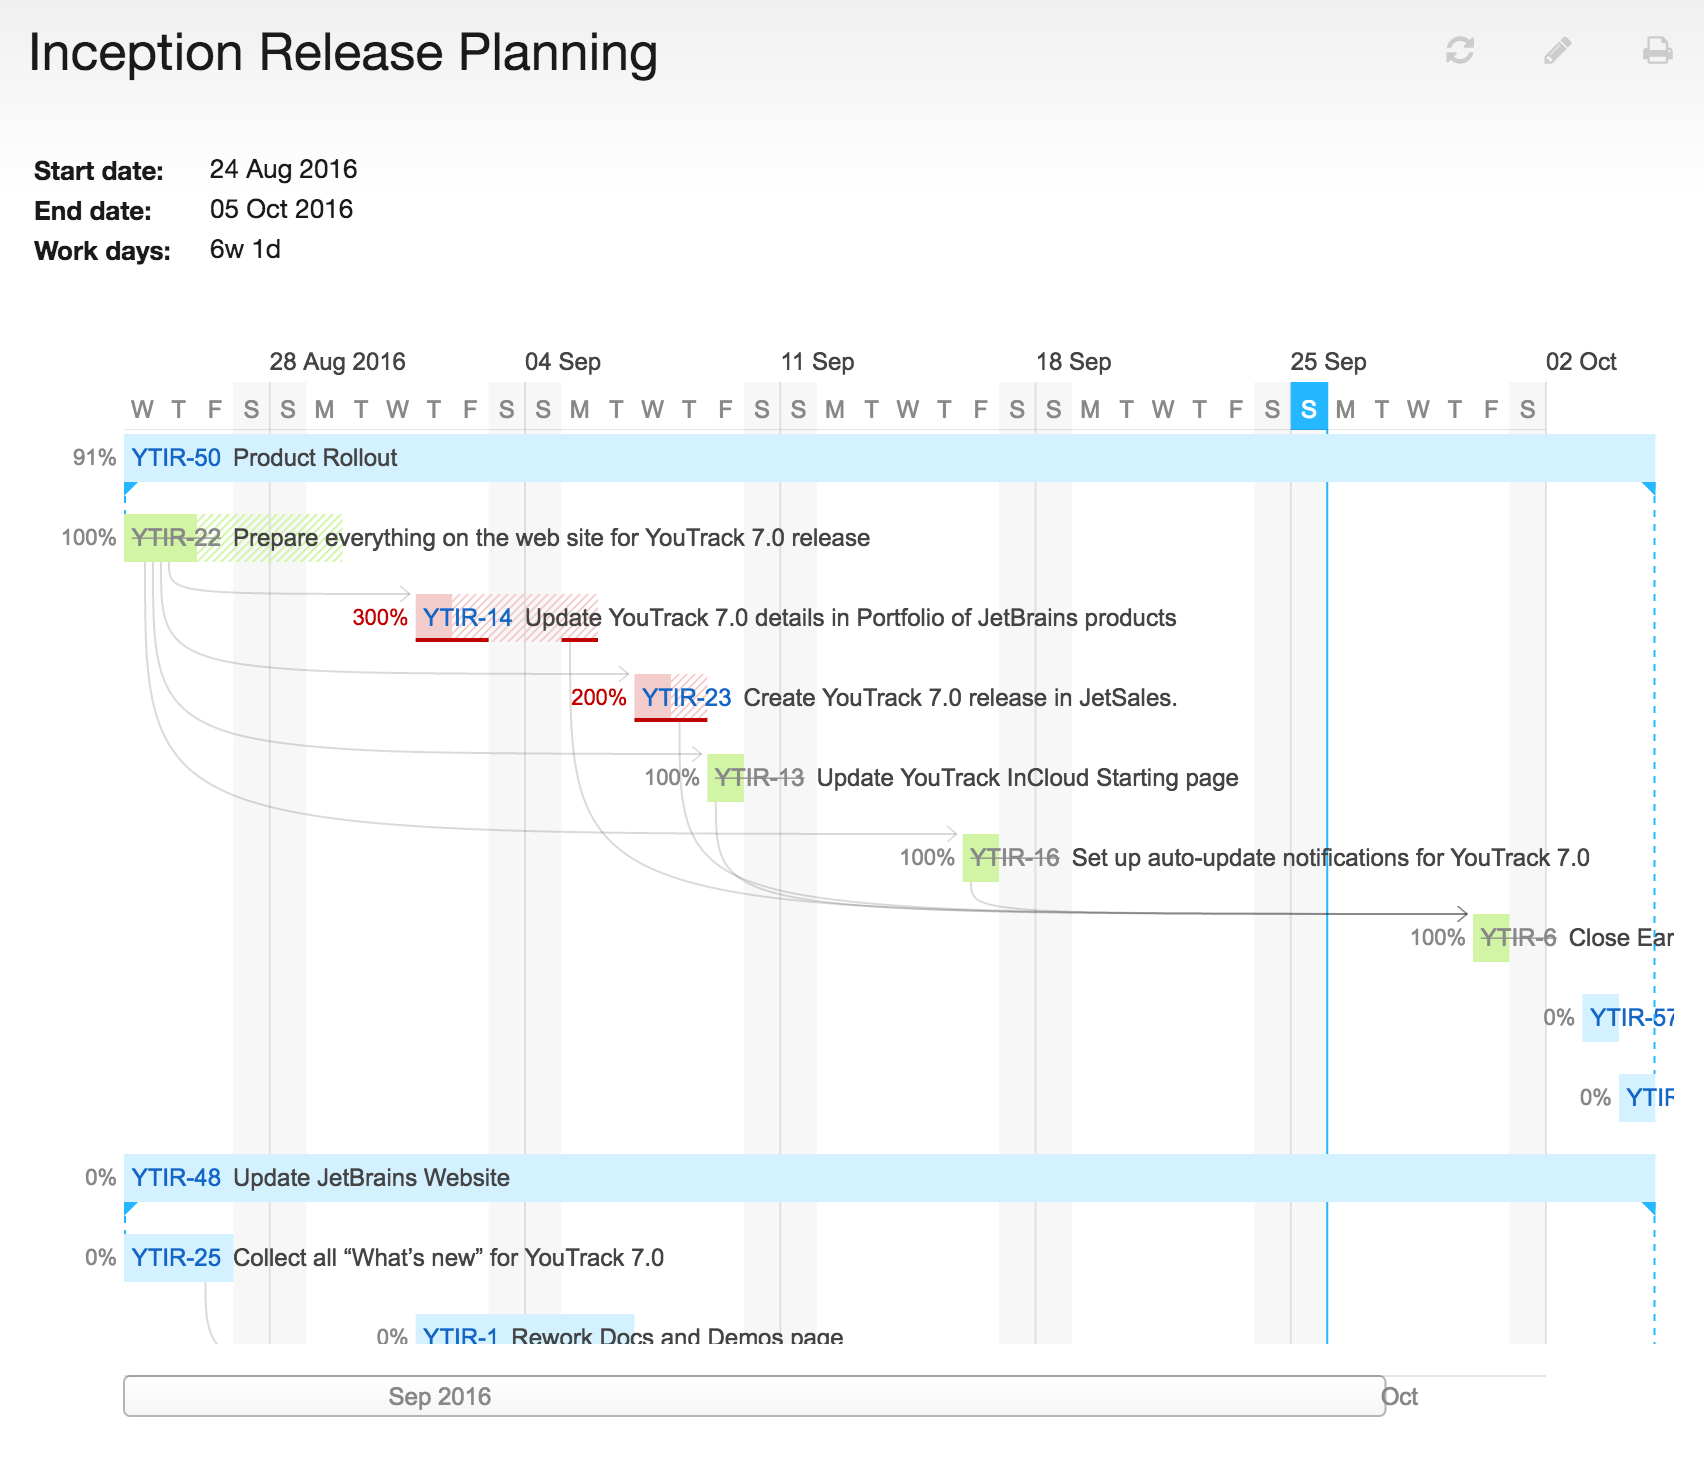 Inception Release Planning
Start date: 24 Aug 2016
End date: 05 Oct 2016
Work days: 6w 1d
28 Aug 2016 04 Sep 11 Sep 18 Sep 25 Sep 02 Oct
W T F S S M T W T F S S M T W T F S S M T W T F S S M T W T F S S M T W T F S
91% YTIR-50 Product Rollout
100% YTIR-22 Prepare everything on the web site for YouTrack 7.0 release
300% YTIR-14 Update YouTrack 7.0 details in Portfolio of JetBrains products
200% YTIR-23 Create YouTrack 7.0 release in JetSales.
100% YTIR-13 Update YouTrack InCloud Starting page
100% YTIR-16 Set up auto-update notifications for YouTrack 7.0
100% YTIR-6 Close Ear
0% YTIR-57
0% YTIR
0% YTIR-48 Update JetBrains Website
0% YTIR-25 Collect all “What’s new” for YouTrack 7.0
0% YTIR-1 Rework Docs and Demos page
Sep 2016 Oct